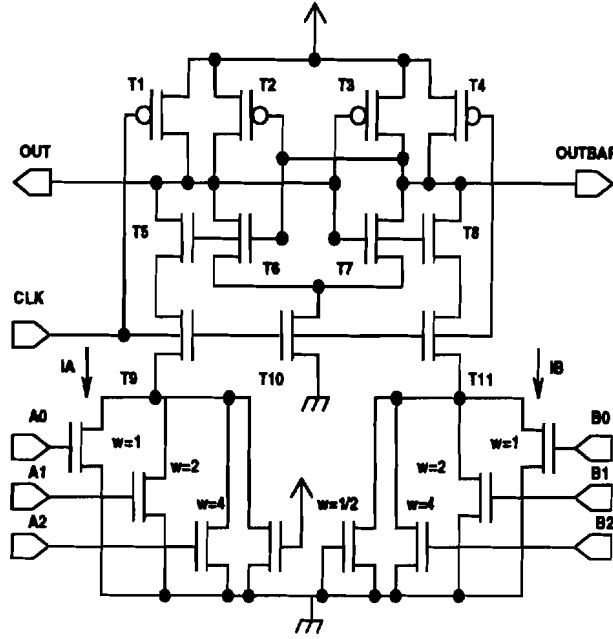 T1
T2
T3
T4
OUT
OUTBAR
T5
T6
T7
T8
CLK
IA
T9
T10
T11
IB
A0
w=1
w=1
B0
A1
w=2
w=2
B1
A2
w=4
w=1/2
w=4
B2